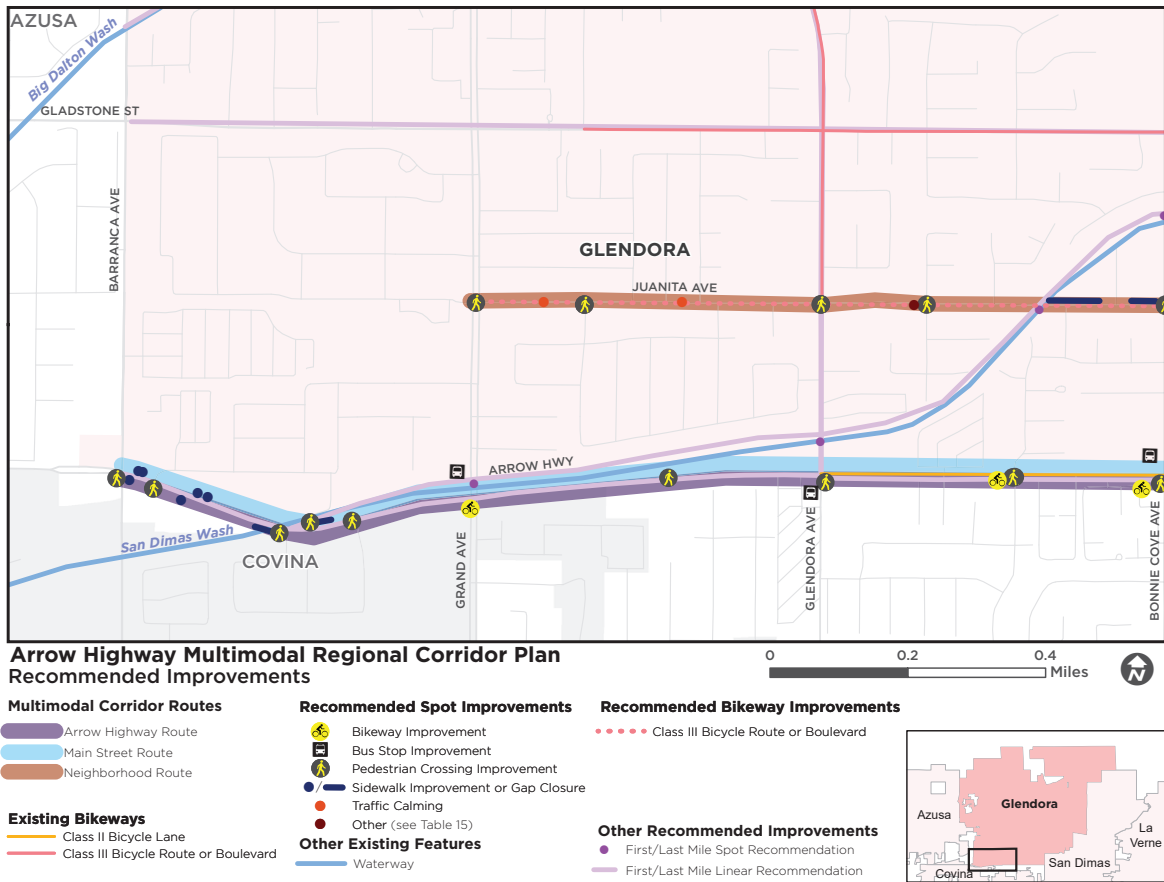 AZUSA
Big Dalton Wash
GLADSTONE ST
BARRANCA AVE
GLENDORA
JUANITA AVE
ARROW HWY
San Dimas Wash
COVINA
GRAND AVE
GLENDORA AVE
BONNIE COVE AVE
Arrow Highway Multimodal Regional Corridor Plan
Recommended Improvements
0 0.2 0.4
Miles
N
Multimodal Corridor Routes
Arrow Highway Route
Main Street Route
Neighborhood Route
Existing Bikeways
Class II Bicycle Lane
Class III Bicycle Route or Boulevard
Recommended Spot Improvements
Bikeway Improvement
Bus Stop Improvement
Pedestrian Crossing Improvement
/ Sidewalk Improvement or Gap Closure
Traffic Calming
Other (see Table 15)
Other Existing Features
Waterway
Recommended Bikeway Improvements
Class III Bicycle Route or Boulevard
Other Recommended Improvements
First/Last Mile Spot Recommendation
First/Last Mile Linear Recommendation
Glendora
Azusa
La
Verne
San Dimas
Covina